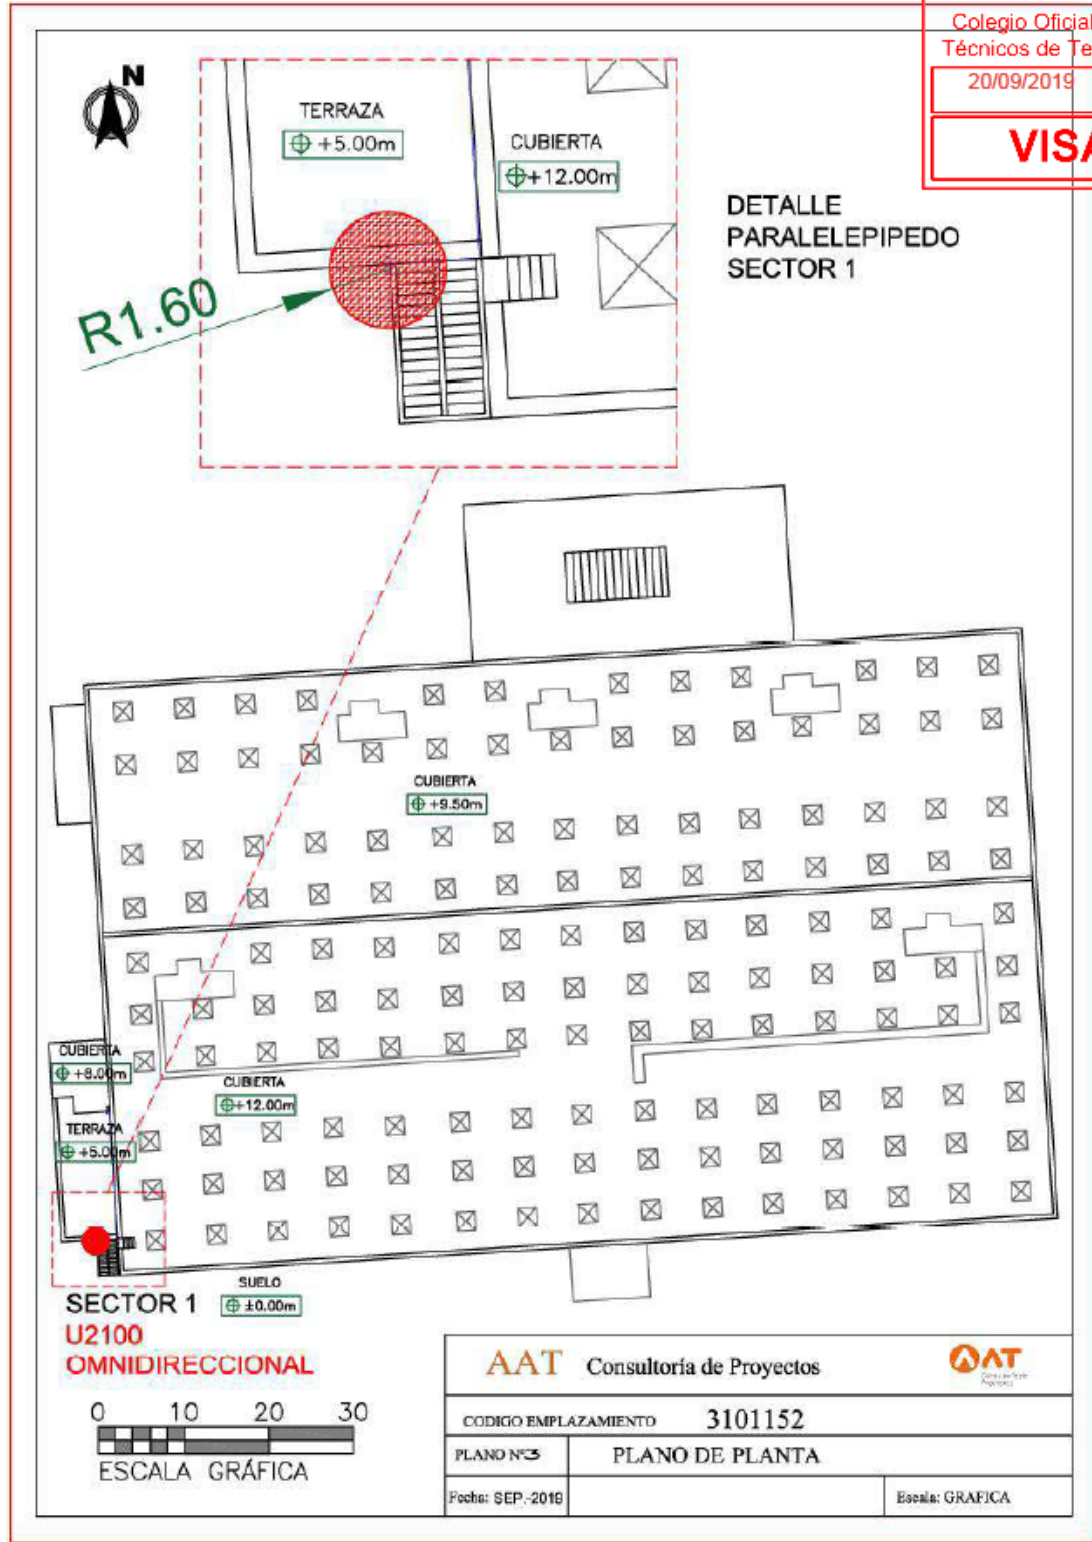 Colegio Oficial
Técnicos de Te
20/09/2019
VISA
N
TERRAZA
+5.00m
CUBIERTA
+12.00m
DETALLE
PARALELEPIPEDO
SECTOR 1
R1.60
CUBIERTA
+9.50m
CUBIERTA
+8.00m
CUBIERTA
+12.00m
TERRAZA
+5.00m
SUELO
±0.00m
SECTOR 1
U2100
OMNIDIRECCIONAL
0 10 20 30
ESCALA GRÁFICA
AAT Consultoría de Proyectos
AAT
CODIGO EMPLAZAMIENTO 3101152
PLANO Nº3 PLANO DE PLANTA
Fecha: SEP.-2019 Escala: GRAFICA